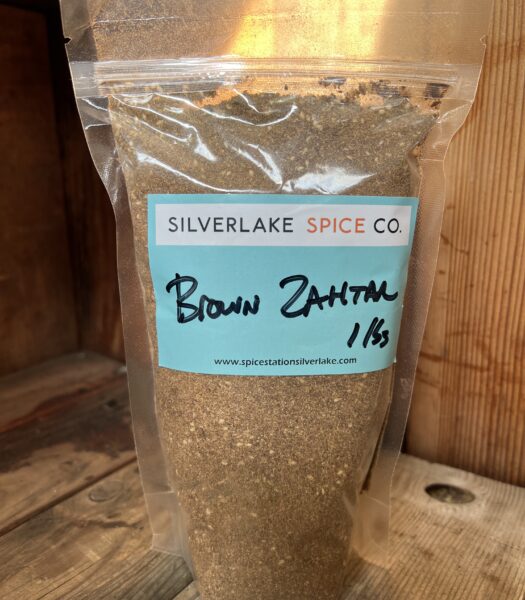 SILVERLAKE SPICE CO.
Brown ZAHTAR
1 lbs
www.spicestationsilverlake.com